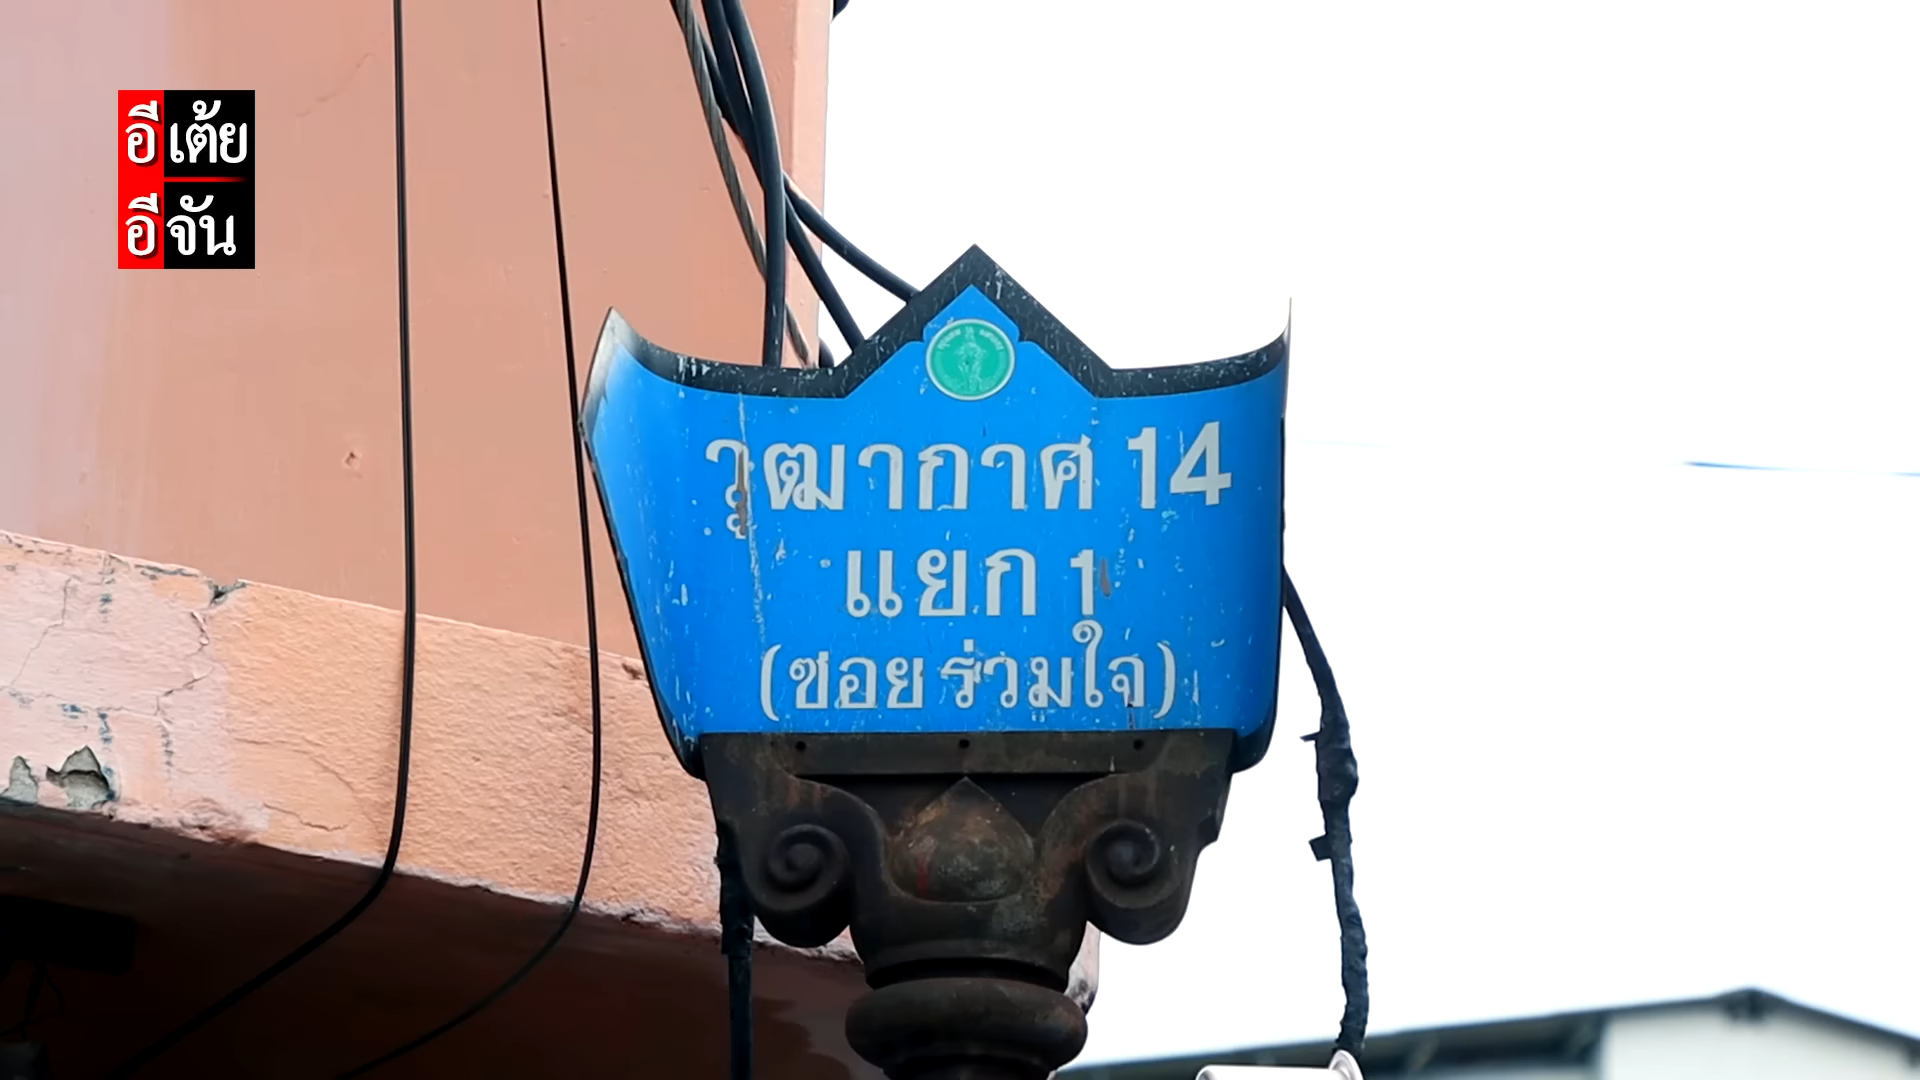 อีเต้ย
อีจัน
วุฒากาศ 14
แยก 1
(ซอย ร่วมใจ)